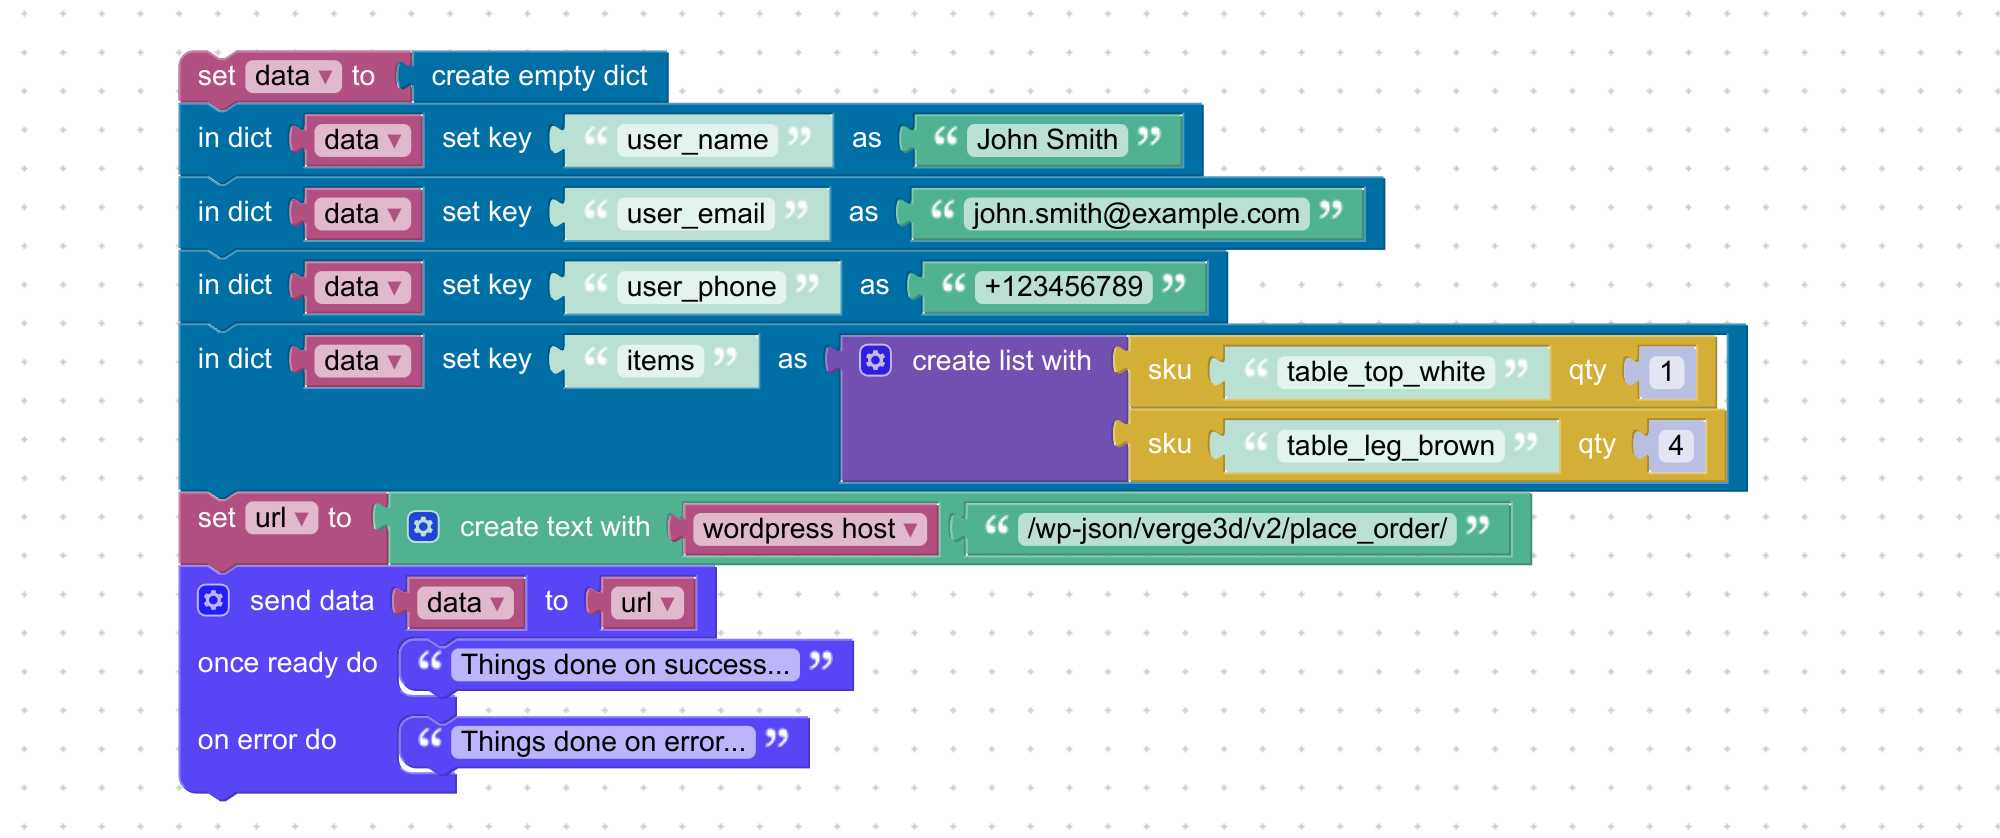 set data ▾ to create empty dict
in dict data ▾ set key “ user_name ” as “ John Smith ”
in dict data ▾ set key “ user_email ” as “ john.smith@example.com ”
in dict data ▾ set key “ user_phone ” as “ +123456789 ”
in dict data ▾ set key “ items ” as create list with sku “ table_top_white ” qty 1
sku “ table_leg_brown ” qty 4
set url ▾ to create text with wordpress host ▾ “ /wp-json/verge3d/v2/place_order/ ”
send data data ▾ to url ▾
once ready do “ Things done on success... ”
on error do “ Things done on error... ”